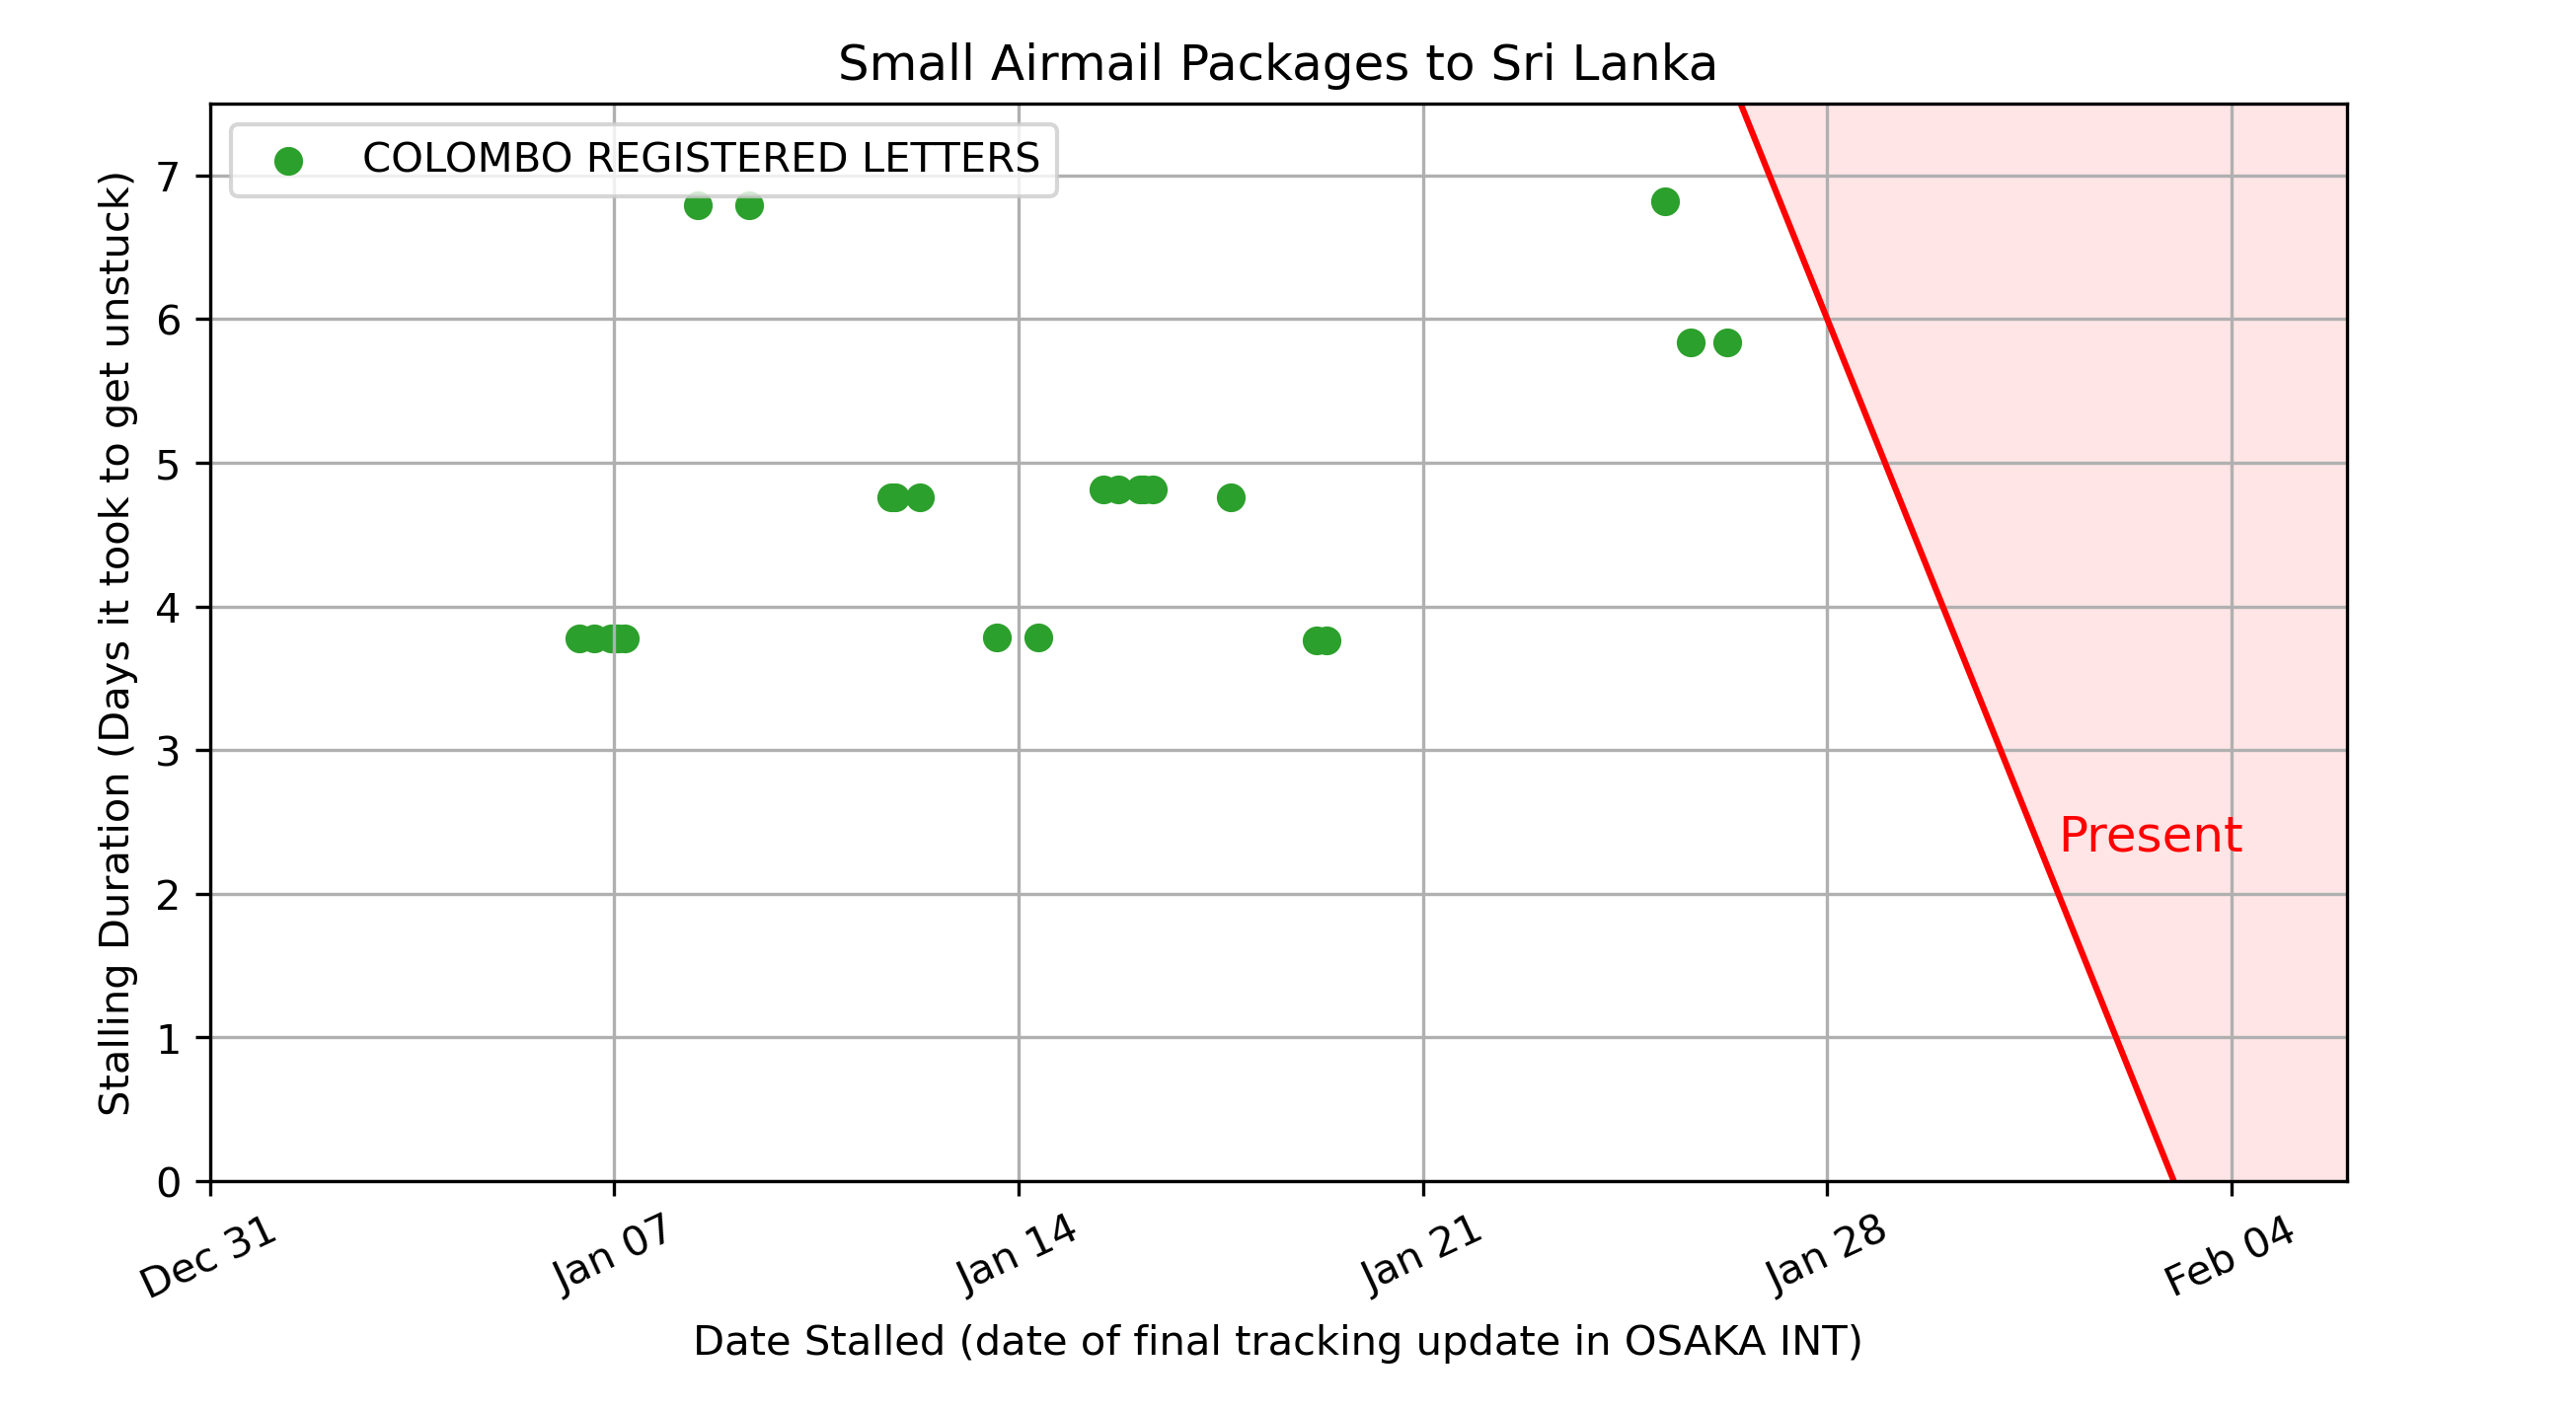 Small Airmail Packages to Sri Lanka
COLOMBO REGISTERED LETTERS
Stalling Duration (Days it took to get unstuck)
7
6
5
4
3
2
1
0
Present
Dec 31
Jan 07
Jan 14
Jan 21
Jan 28
Feb 04
Date Stalled (date of final tracking update in OSAKA INT)